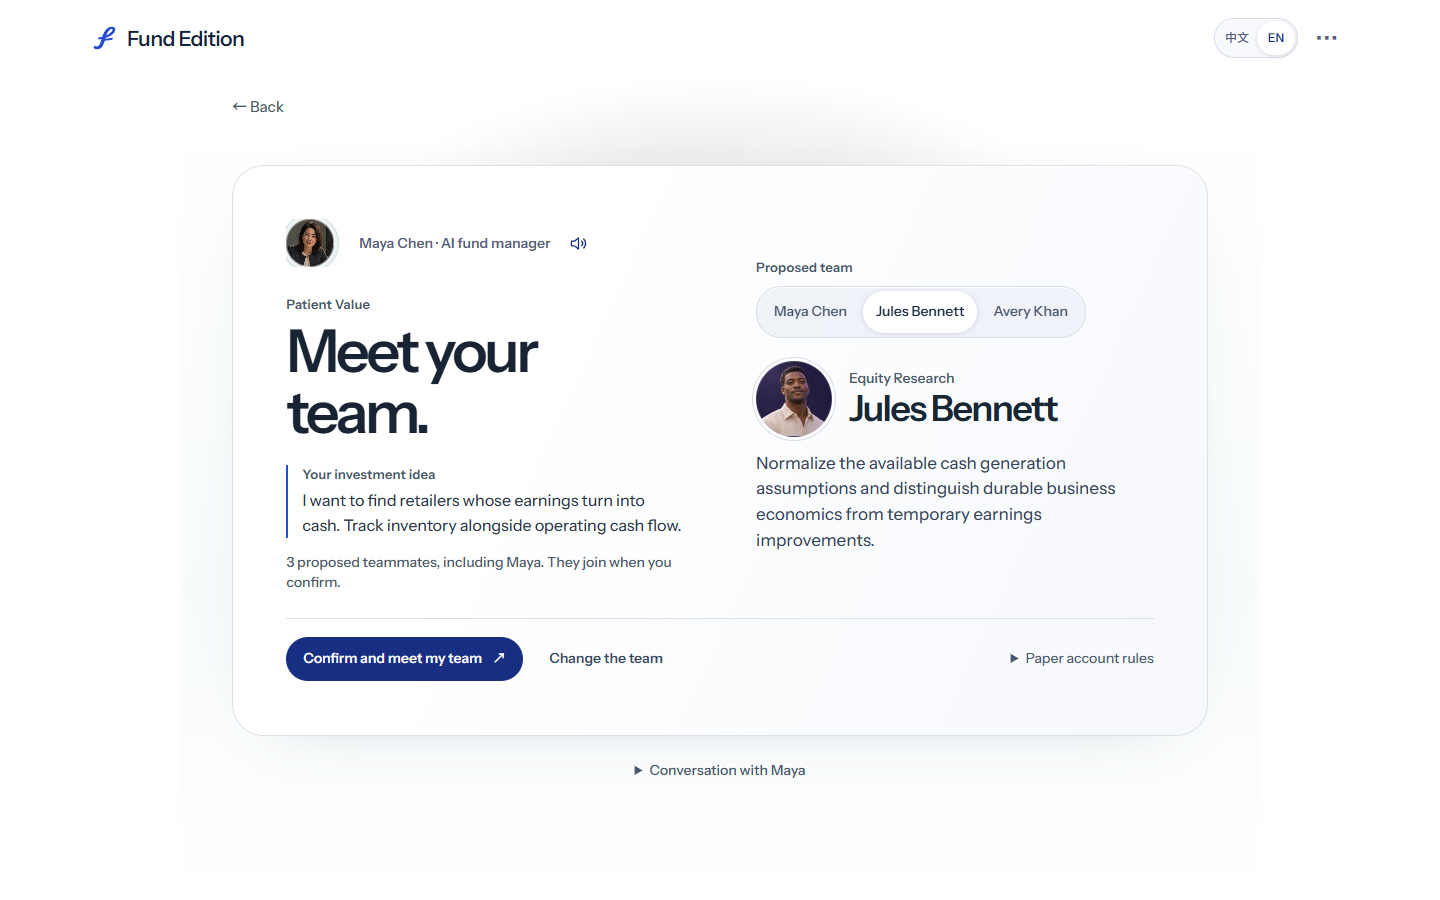 Fund Edition
中文 EN
← Back
Maya Chen · AI fund manager
Patient Value
Meet your
team.
Your investment idea
I want to find retailers whose earnings turn into
cash. Track inventory alongside operating cash flow.
3 proposed teammates, including Maya. They join when you
confirm.
Proposed team
Maya Chen Jules Bennett Avery Khan
Equity Research
Jules Bennett
Normalize the available cash generation
assumptions and distinguish durable business
economics from temporary earnings
improvements.
Confirm and meet my team ↗ Change the team
▶ Paper account rules
▶ Conversation with Maya